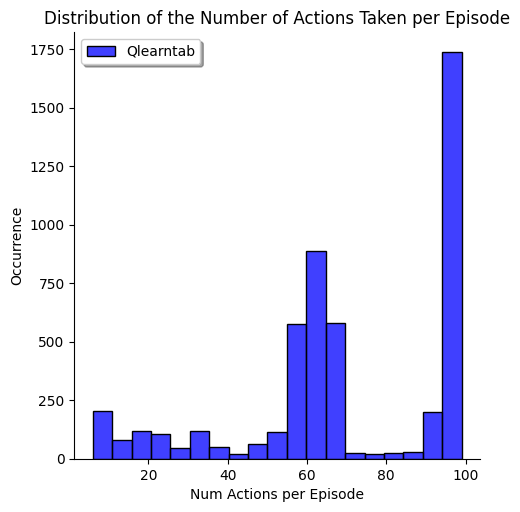 Distribution of the Number of Actions Taken per Episode
Qlearntab
1750
1500
1250
1000
750
500
250
0
Occurrence
20 40 60 80 100
Num Actions per Episode